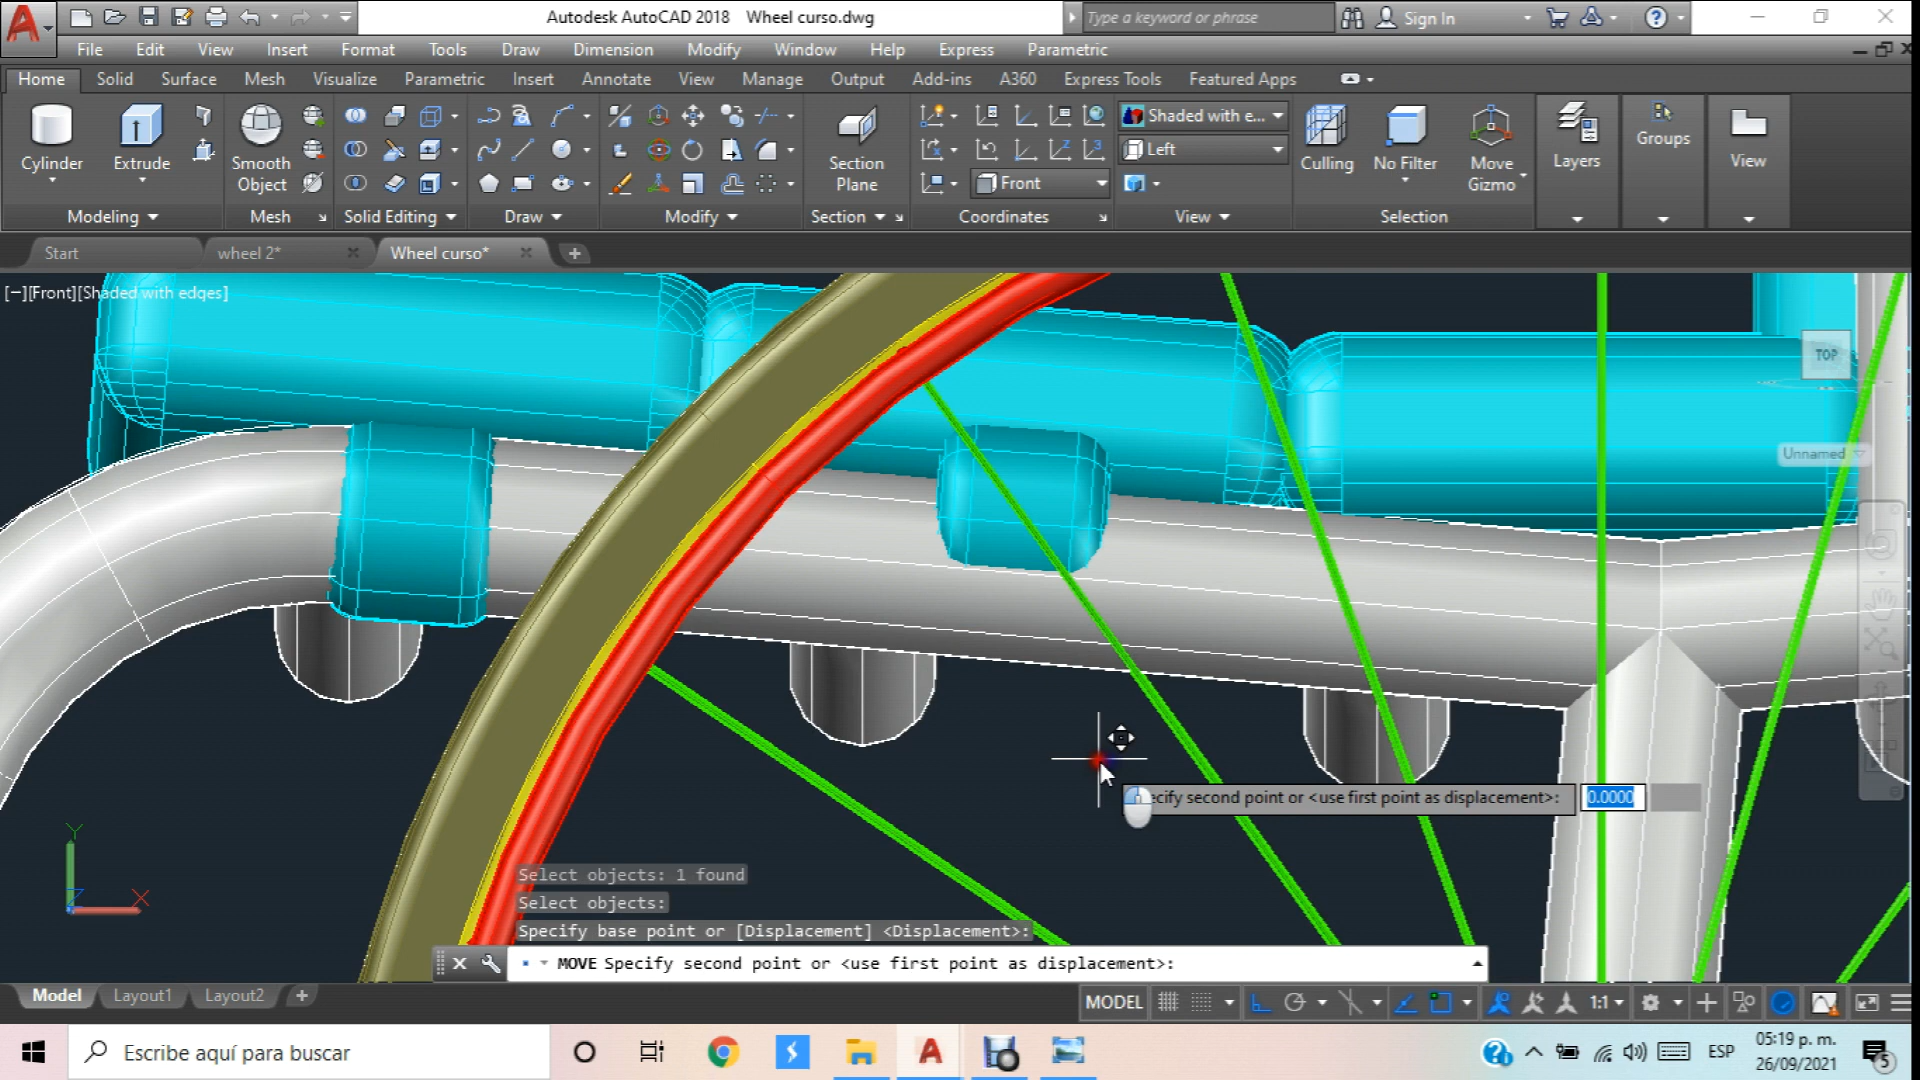 Autodesk AutoCAD 2018 Wheel curso.dwg
Type a keyword or phrase
Sign In
File Edit View Insert Format Tools Draw Dimension Modify Window Help Express Parametric
Home Solid Surface Mesh Visualize Parametric Insert Annotate View Manage Output Add-ins A360 Express Tools Featured Apps
Shaded with e...
Left
Front
Cylinder Extrude Smooth Object Section Plane Culling No Filter Move Gizmo Layers Groups View
Modeling Mesh Solid Editing Draw Modify Section Coordinates View Selection
Start wheel 2* Wheel curso*
[−][Front][Shaded with edges]
TOP
Unnamed
ecify second point or <use first point as displacement>: 0.0000
Y
Z
X
Select objects: 1 found
Select objects:
Specify base point or [Displacement] <Displacement>:
MOVE Specify second point or <use first point as displacement>:
Model Layout1 Layout2
MODEL 1:1
Escribe aquí para buscar
ESP
05:19 p. m.
26/09/2021
5